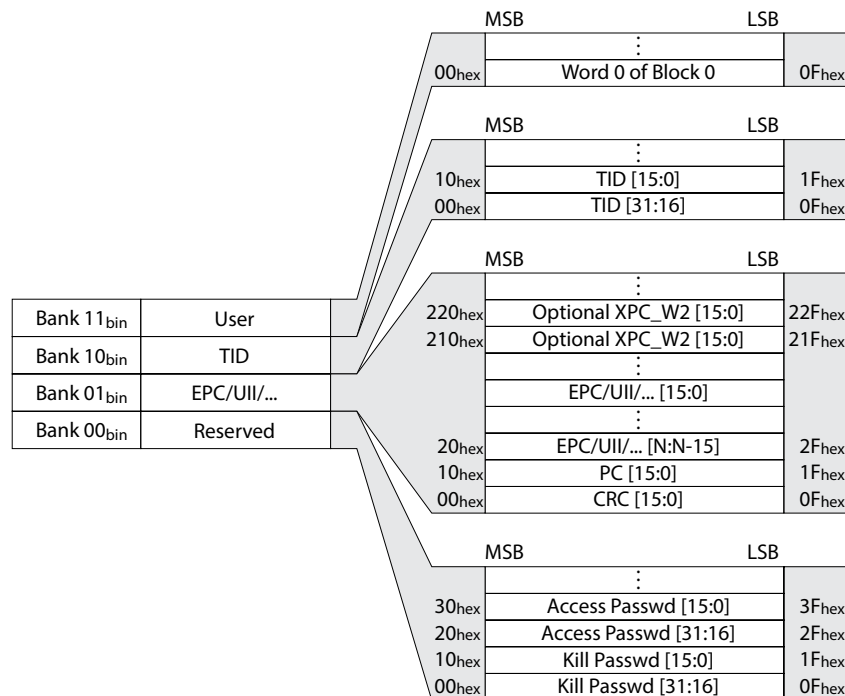 MSB LSB
⋮
00hex Word 0 of Block 0 0Fhex
MSB LSB
⋮
10hex TID [15:0] 1Fhex
00hex TID [31:16] 0Fhex
MSB LSB
⋮
220hex Optional XPC_W2 [15:0] 22Fhex
210hex Optional XPC_W2 [15:0] 21Fhex
⋮
EPC/UII/... [15:0]
⋮
20hex EPC/UII/... [N:N-15] 2Fhex
10hex PC [15:0] 1Fhex
00hex CRC [15:0] 0Fhex
MSB LSB
⋮
30hex Access Passwd [15:0] 3Fhex
20hex Access Passwd [31:16] 2Fhex
10hex Kill Passwd [15:0] 1Fhex
00hex Kill Passwd [31:16] 0Fhex
Bank 11bin User
Bank 10bin TID
Bank 01bin EPC/UII/...
Bank 00bin Reserved